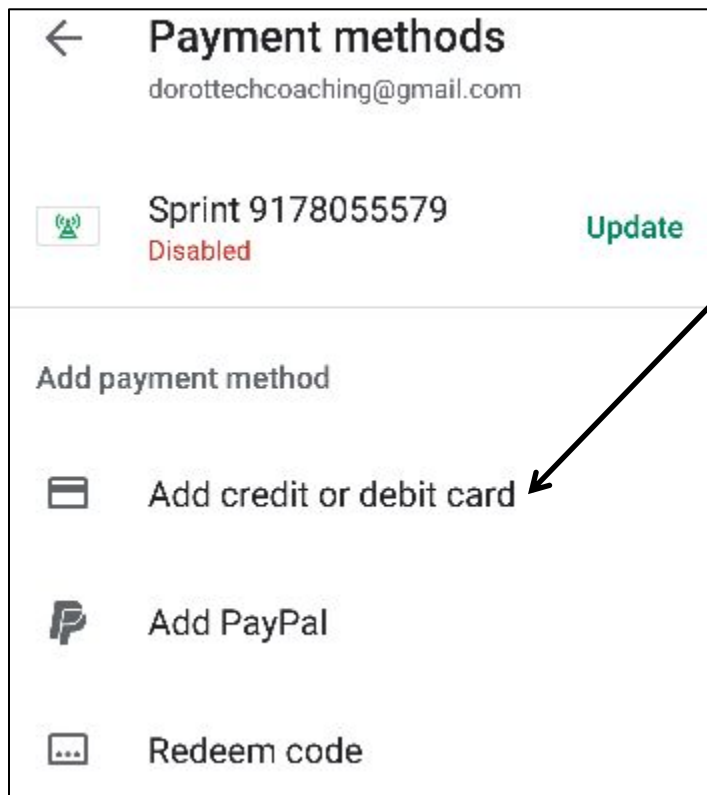 Payment methods
dorottechcoaching@gmail.com
Sprint 9178055579
Disabled
Update
Add payment method
Add credit or debit card
Add PayPal
Redeem code